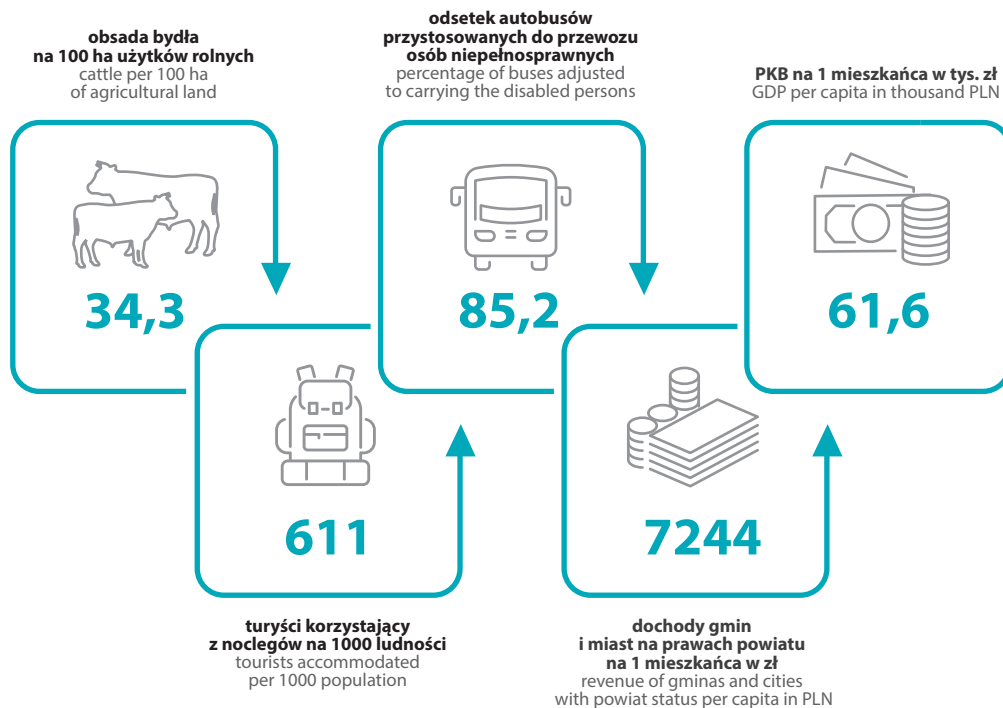 obsada bydła
na 100 ha użytków rolnych
cattle per 100 ha
of agricultural land
34,3
turyści korzystający
z noclegów na 1000 ludności
tourists accommodated
per 1000 population
611
odsetek autobusów
przystosowanych do przewozu
osób niepełnosprawnych
percentage of buses adjusted
to carrying the disabled persons
85,2
dochody gmin
i miast na prawach powiatu
na 1 mieszkańca w zł
revenue of gminas and cities
with powiat status per capita in PLN
7244
PKB na 1 mieszkańca w tys. zł
GDP per capita in thousand PLN
61,6